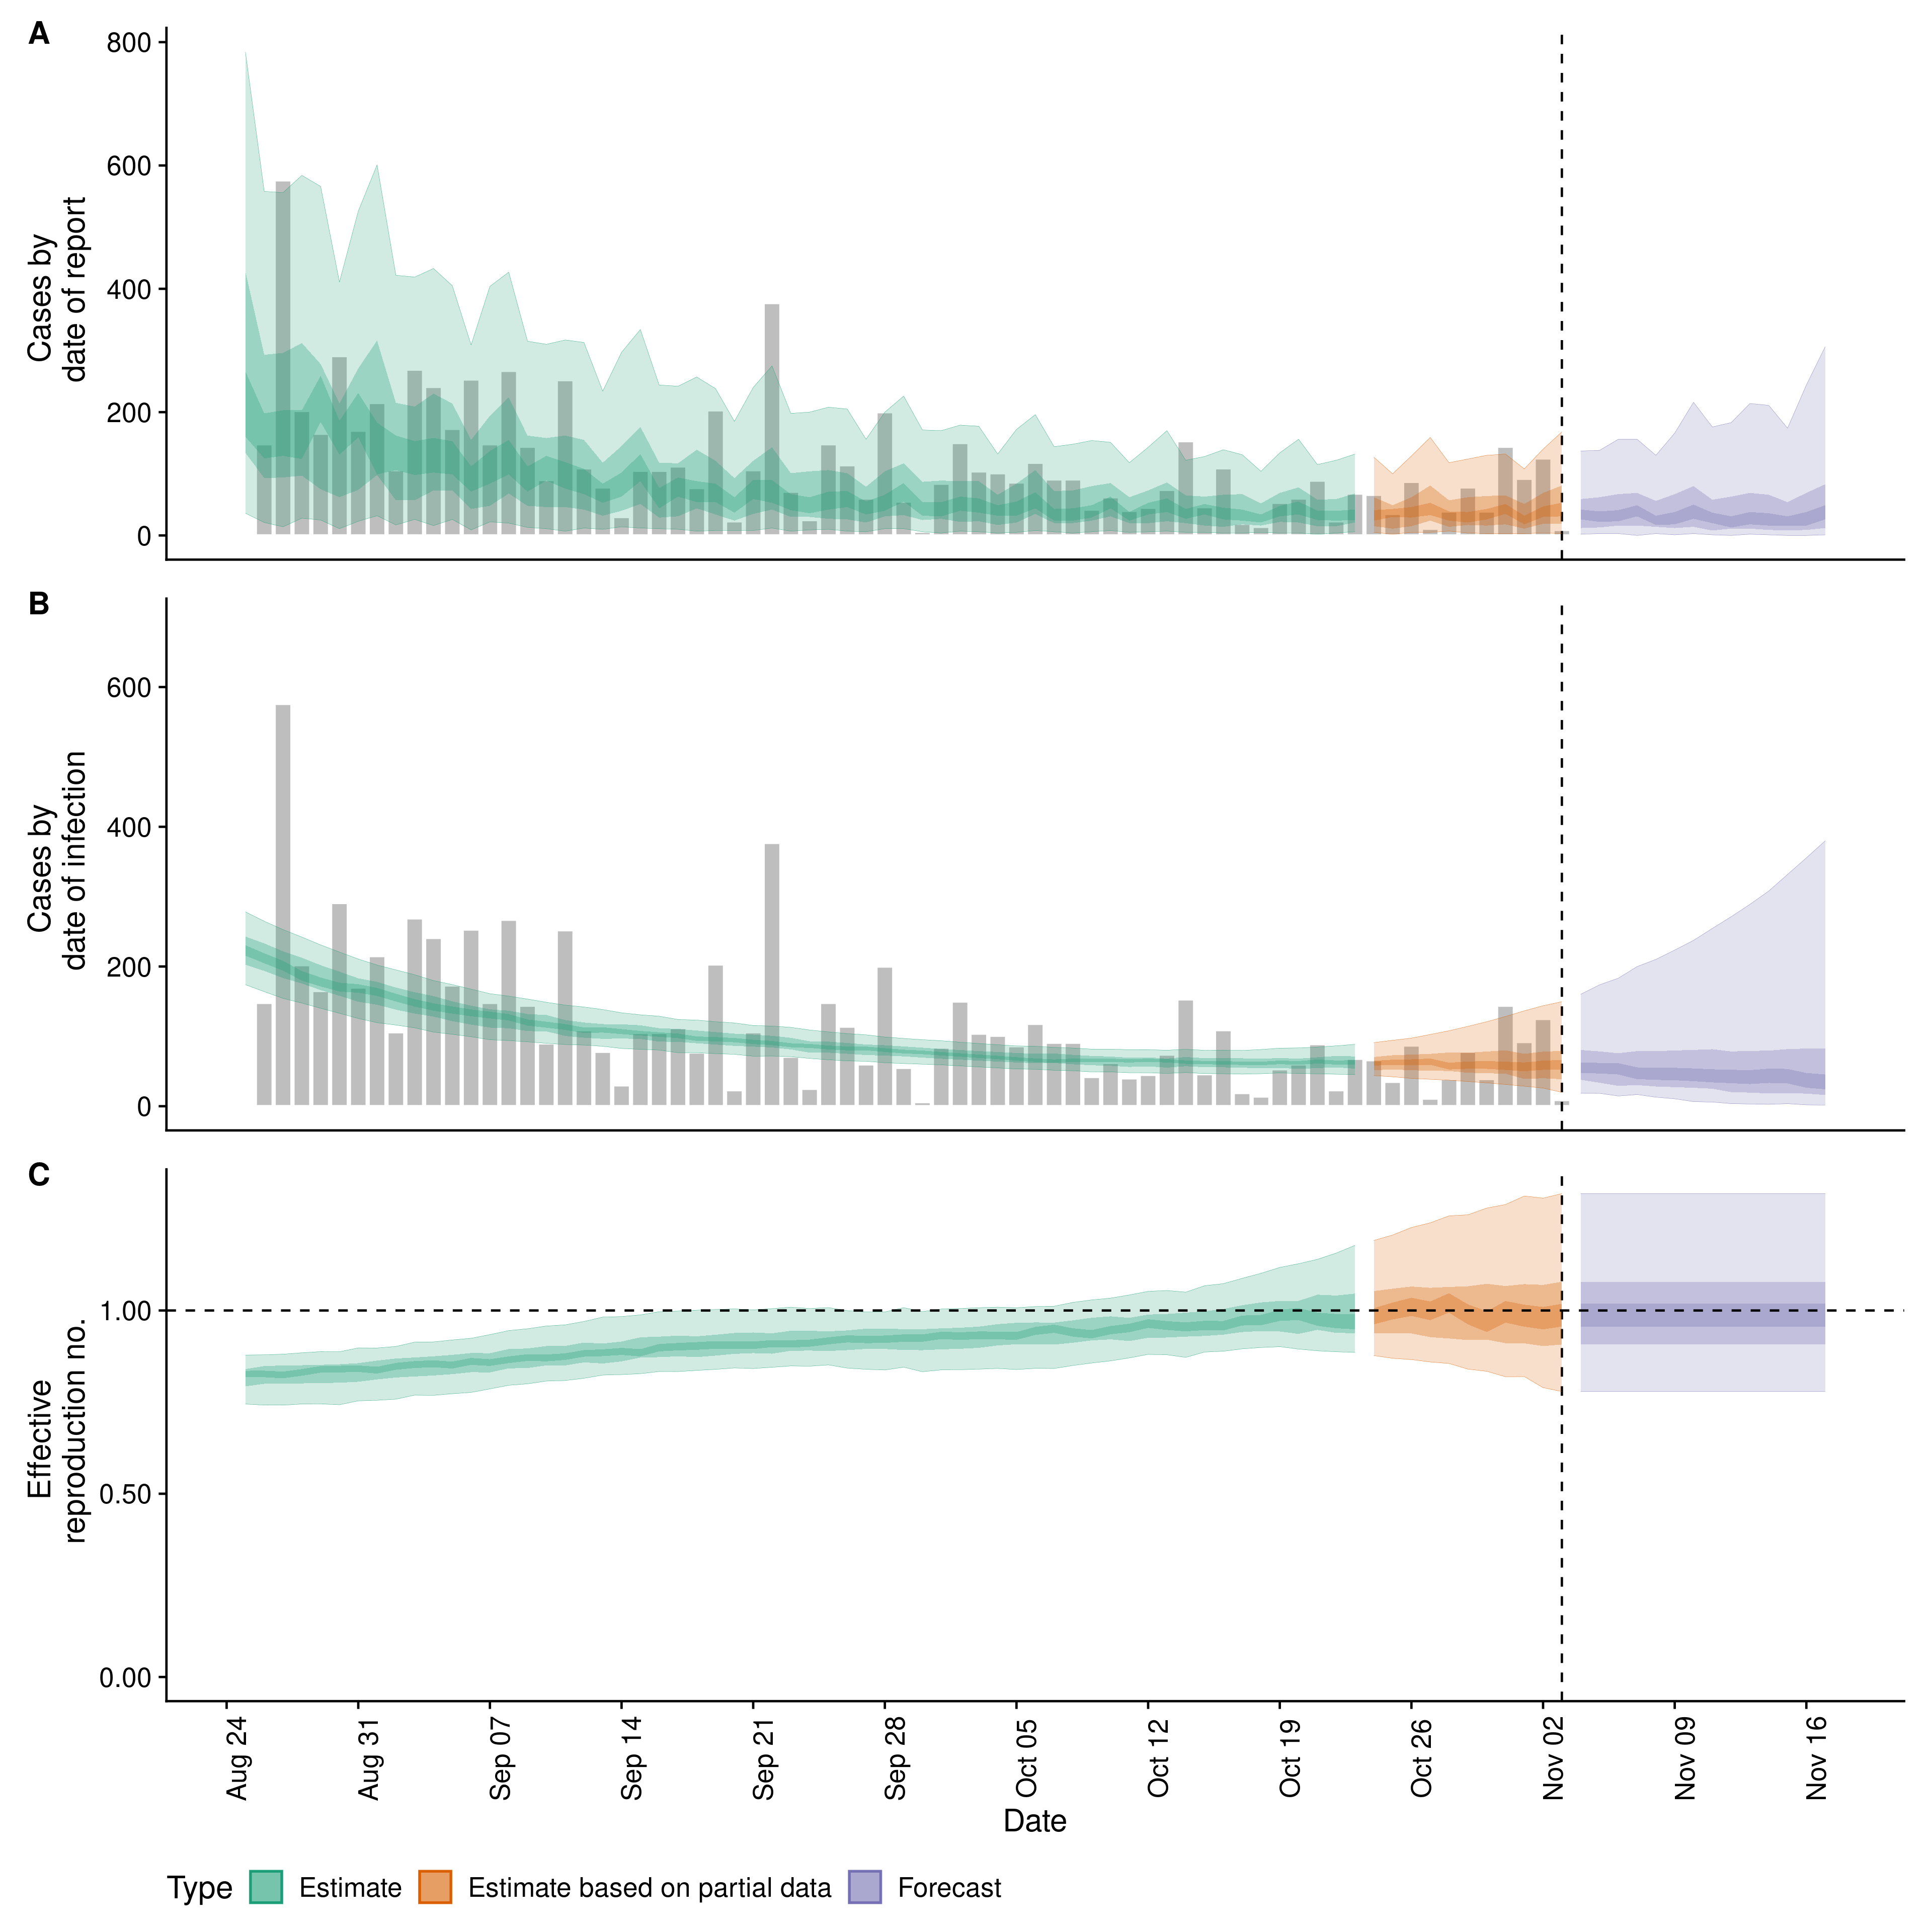 A
800
600
400
200
0
Cases by
date of report
B
600
400
200
0
Cases by
date of infection
C
1.00
0.50
0.00
Effective
reproduction no.
Aug 24
Aug 31
Sep 07
Sep 14
Sep 21
Sep 28
Oct 05
Oct 12
Oct 19
Oct 26
Nov 02
Nov 09
Nov 16
Date
Type Estimate Estimate based on partial data Forecast